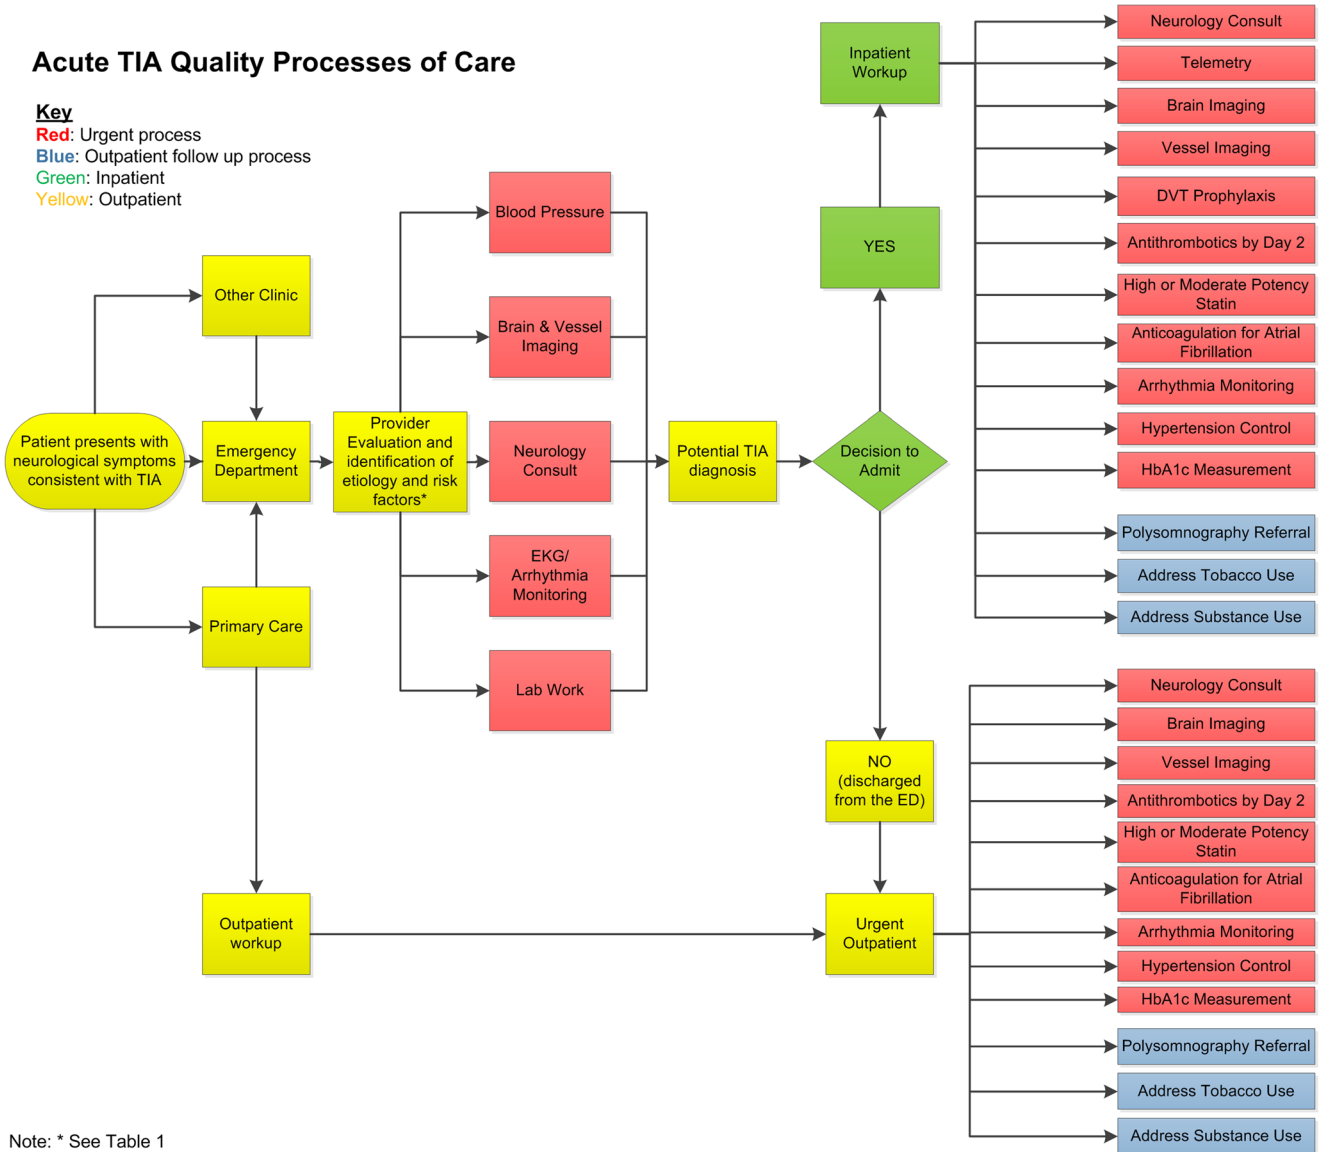 Acute TIA Quality Processes of Care
Key
Red: Urgent process
Blue: Outpatient follow up process
Green: Inpatient
Yellow: Outpatient
Patient presents with
neurological symptoms
consistent with TIA
Other Clinic
Emergency
Department
Primary Care
Outpatient
workup
Provider
Evaluation and
identification of
etiology and risk
factors*
Blood Pressure
Brain & Vessel
Imaging
Neurology
Consult
EKG/
Arrhythmia
Monitoring
Lab Work
Potential TIA
diagnosis
Decision to
Admit
YES
Inpatient
Workup
NO
(discharged
from the ED)
Urgent
Outpatient
Neurology Consult
Telemetry
Brain Imaging
Vessel Imaging
DVT Prophylaxis
Antithrombotics by Day 2
High or Moderate Potency
Statin
Anticoagulation for Atrial
Fibrillation
Arrhythmia Monitoring
Hypertension Control
HbA1c Measurement
Polysomnography Referral
Address Tobacco Use
Address Substance Use
Neurology Consult
Brain Imaging
Vessel Imaging
Antithrombotics by Day 2
High or Moderate Potency
Statin
Anticoagulation for Atrial
Fibrillation
Arrhythmia Monitoring
Hypertension Control
HbA1c Measurement
Polysomnography Referral
Address Tobacco Use
Address Substance Use
Note: * See Table 1